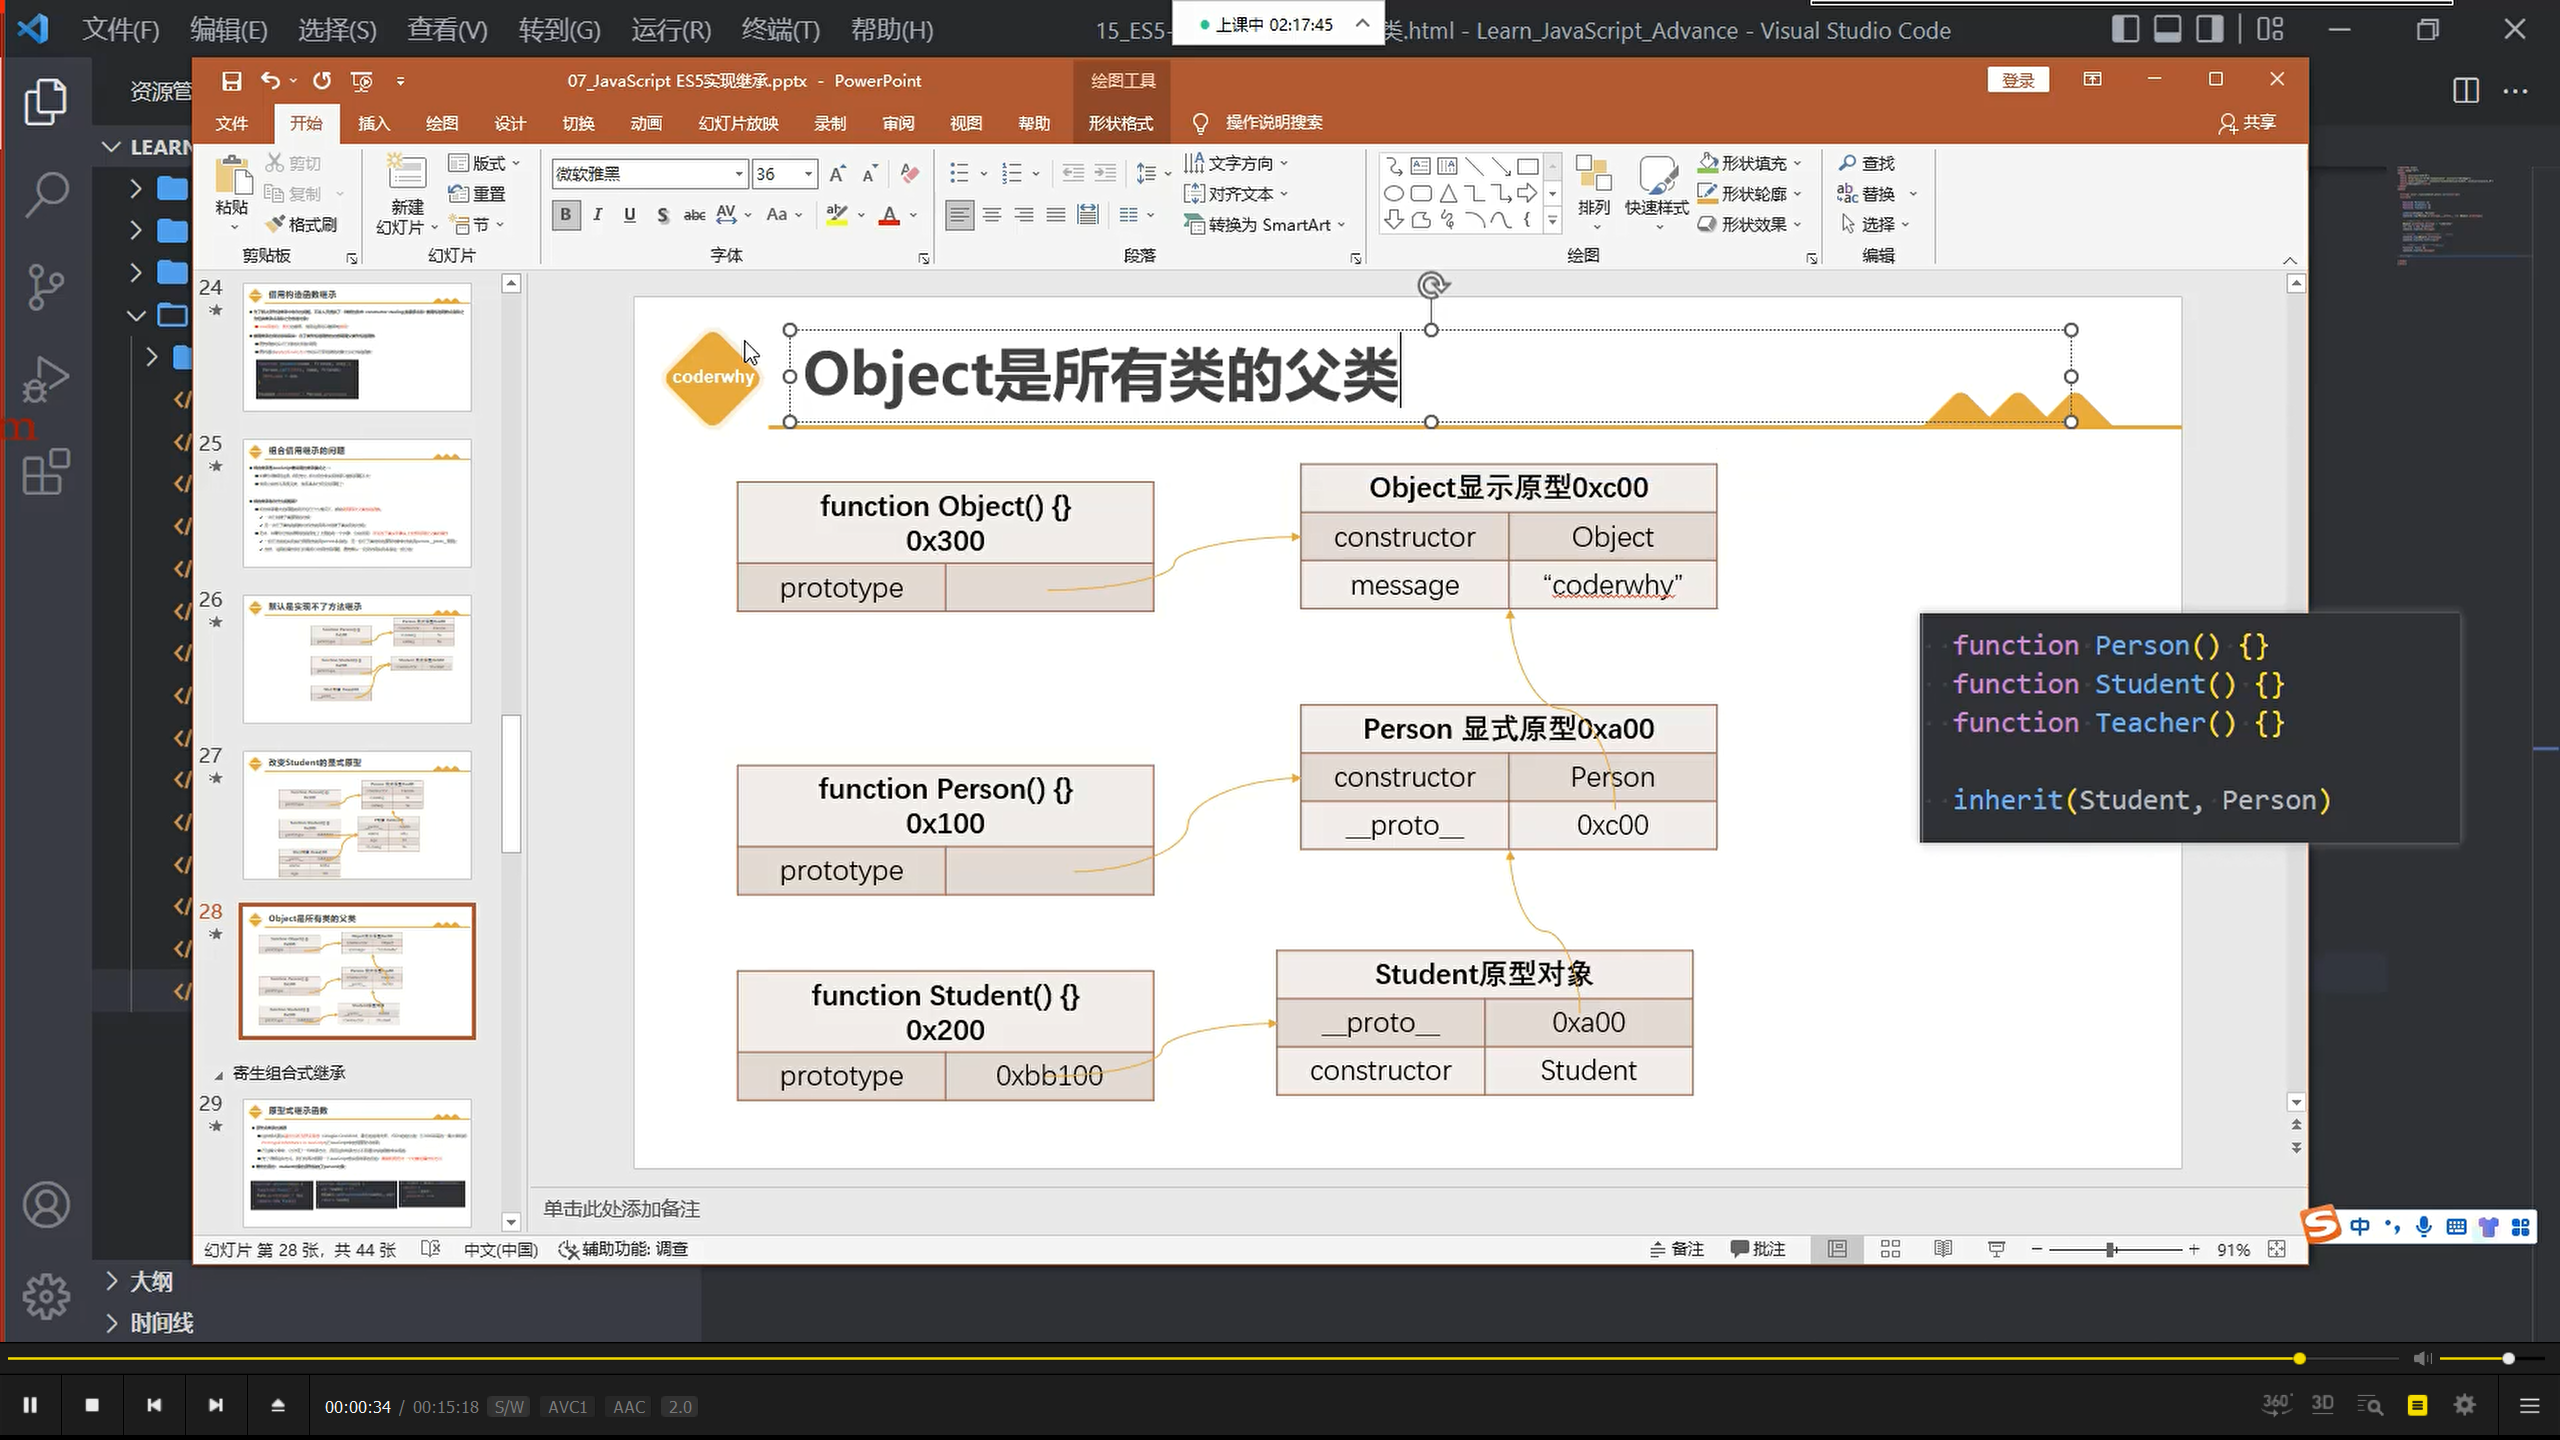 文件(F) 编辑(E) 选择(S) 查看(V) 转到(G) 运行(R) 终端(T) 帮助(H)
15_ES5-
上课中 02:17:45
类.html - Learn_JavaScript_Advance - Visual Studio Code
资源管
LEARN
大纲
时间线
07_JavaScript ES5实现继承.pptx - PowerPoint
绘图工具
登录
文件 开始 插入 绘图 设计 切换 动画 幻灯片放映 录制 审阅 视图 帮助 形状格式 操作说明搜索
共享
粘贴
剪切
复制
格式刷
剪贴板
新建
幻灯片
版式
重置
节
幻灯片
微软雅黑 36
B I U S abc AV Aa A
字体
文字方向
对齐文本
转换为 SmartArt
段落
排列
快速样式
形状填充
形状轮廓
形状效果
绘图
查找
替换
选择
编辑
24
借用构造函数继承
25
组合借用继承的问题
26
默认是实现不了方法继承
27
改变Student的显式原型
28
Object是所有类的父类
寄生组合式继承
29
原型式继承函数
coderwhy
Object是所有类的父类
function Object() {}
0x300
prototype
Object显示原型0xc00
constructor Object
message “coderwhy”
function Person() {}
0x100
prototype
Person 显式原型0xa00
constructor Person
__proto__ 0xc00
function Student() {}
0x200
prototype 0xbb100
Student原型对象
__proto__ 0xa00
constructor Student
function Person() {}
function Student() {}
function Teacher() {}
inherit(Student, Person)
单击此处添加备注
幻灯片 第 28 张，共 44 张 中文(中国) 辅助功能: 调查
备注 批注 91%
中
00:00:34 / 00:15:18 S/W AVC1 AAC 2.0
360° 3D